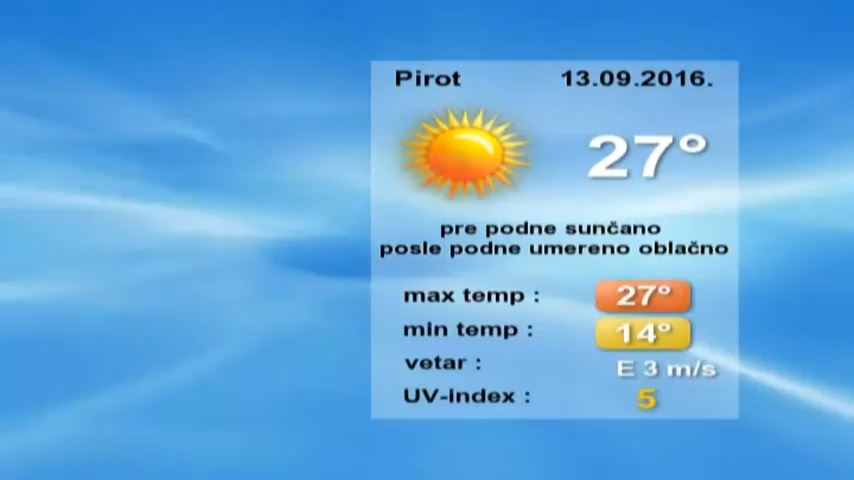 Pirot 13.09.2016.
27°
pre podne sunčano
posle podne umereno oblačno
max temp : 27°
min temp : 14°
vetar : E 3 m/s
UV-index : 5